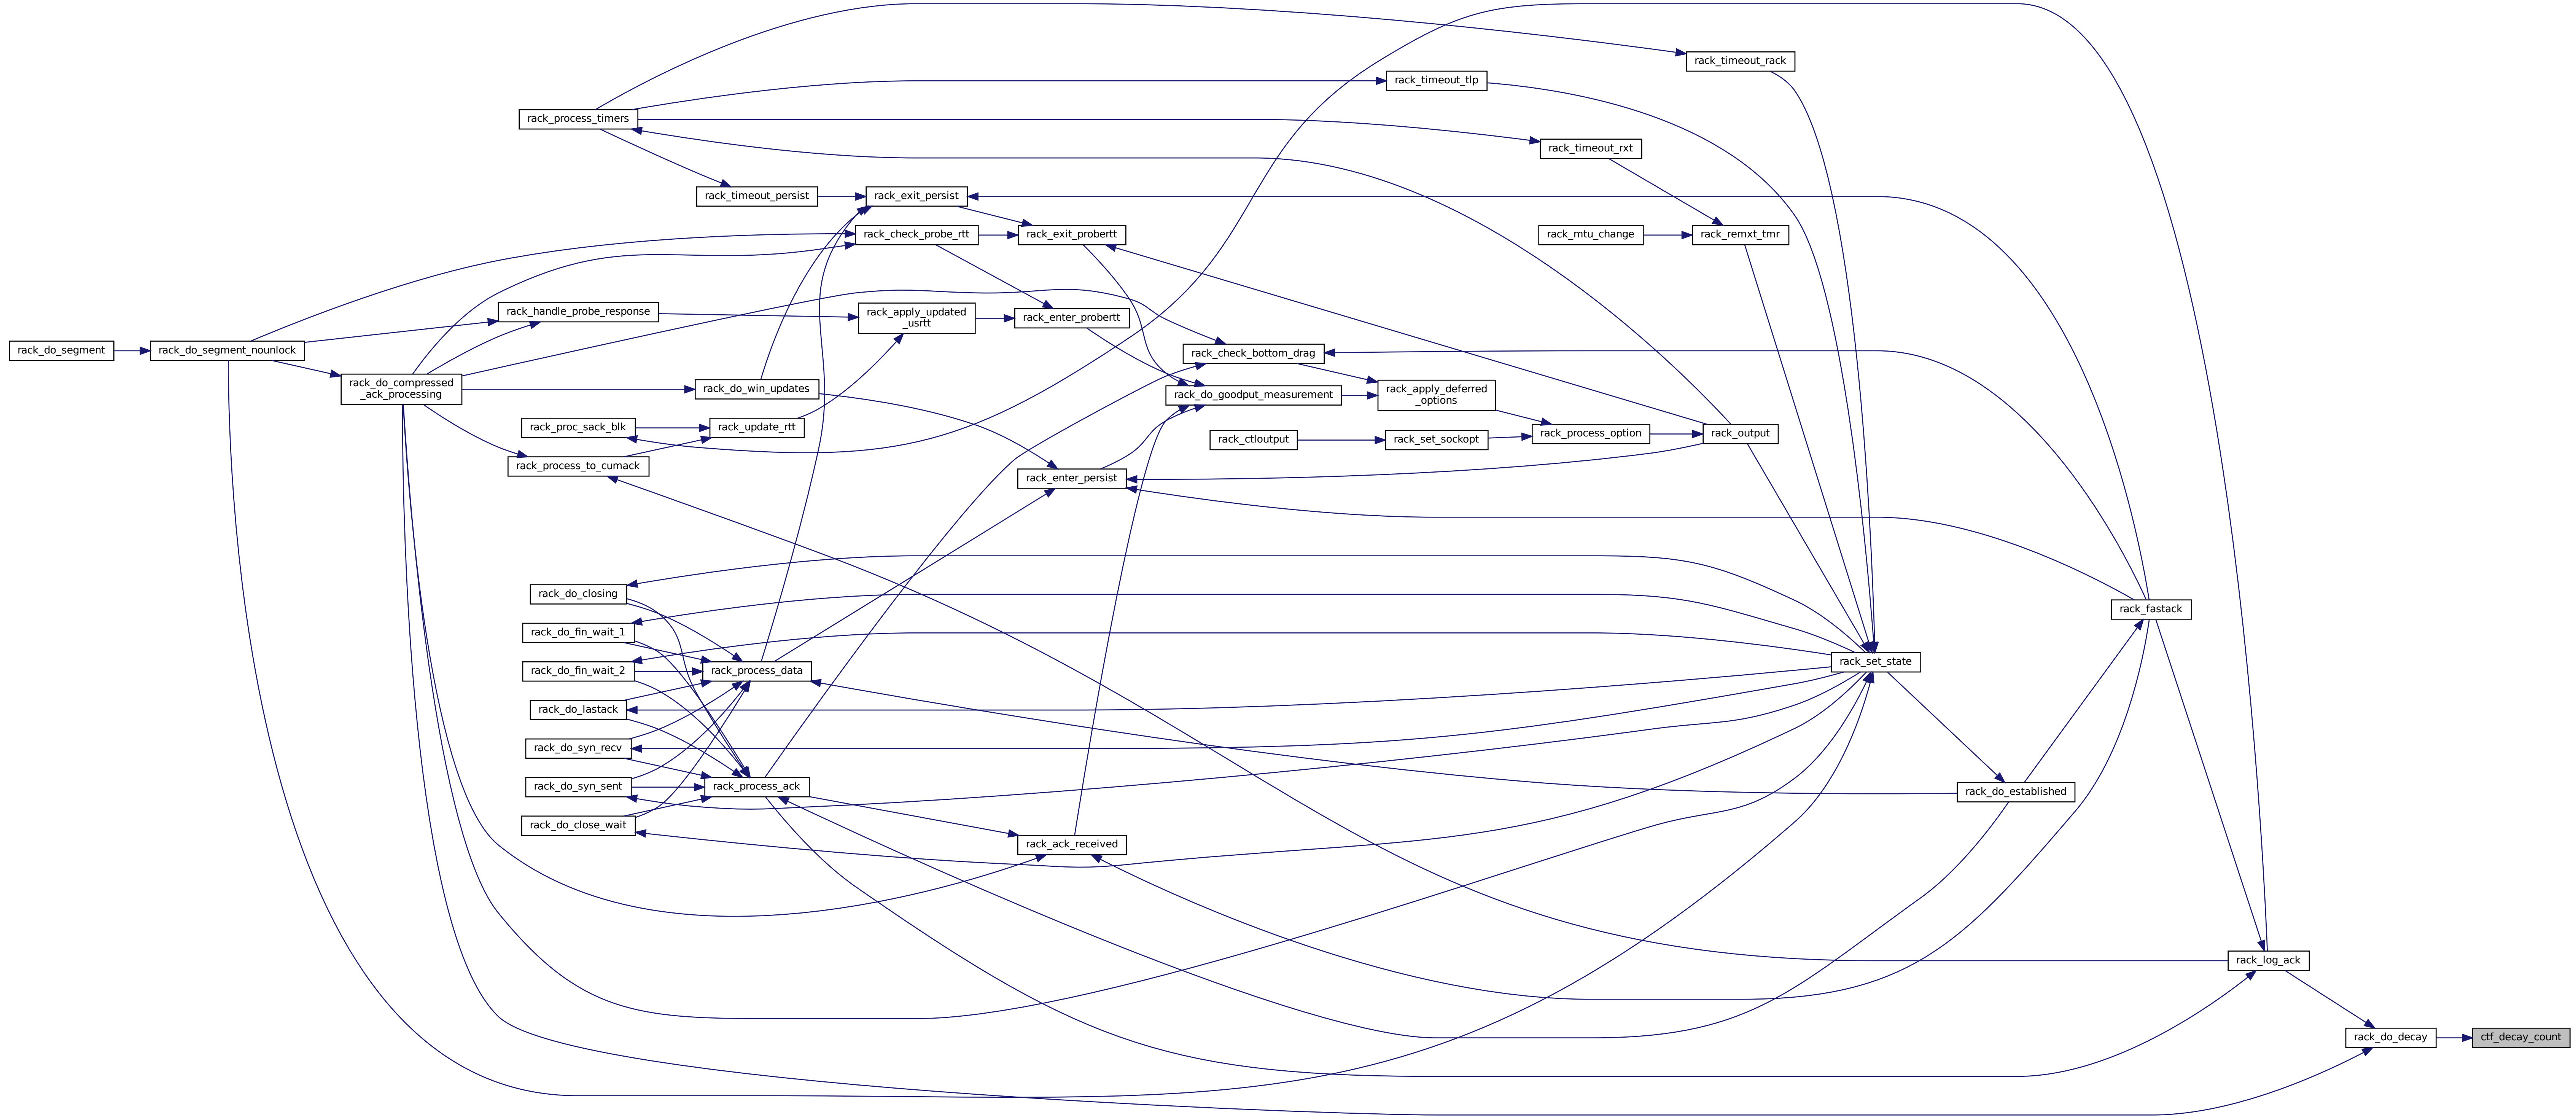 rack_timeout_rack
rack_timeout_tlp
rack_process_timers
rack_timeout_rxt
rack_timeout_persist
rack_exit_persist
rack_check_probe_rtt
rack_exit_probertt
rack_mtu_change
rack_remxt_tmr
rack_handle_probe_response
rack_apply_updated
_usrtt
rack_enter_probertt
rack_do_segment
rack_do_segment_nounlock
rack_check_bottom_drag
rack_do_compressed
_ack_processing
rack_do_win_updates
rack_do_goodput_measurement
rack_apply_deferred
_options
rack_proc_sack_blk
rack_update_rtt
rack_ctloutput
rack_set_sockopt
rack_process_option
rack_output
rack_process_to_cumack
rack_enter_persist
rack_do_closing
rack_fastack
rack_do_fin_wait_1
rack_do_fin_wait_2
rack_process_data
rack_set_state
rack_do_lastack
rack_do_syn_recv
rack_do_syn_sent
rack_process_ack
rack_do_established
rack_do_close_wait
rack_ack_received
rack_log_ack
rack_do_decay
ctf_decay_count